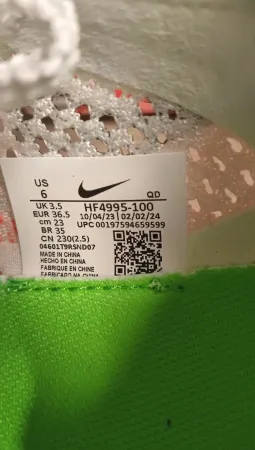 US
6 QD
UK 3.5 HF4995-100
EUR 36.5 10/04/23 02/02/24
cm 23 UPC 00197594659599
BR 35
CN 230(2.5)
04601T9RSND07
MADE IN CHINA
HECHO EN CHINA
FABRIQUE EN CHINE
FABRICADO NA CHINA